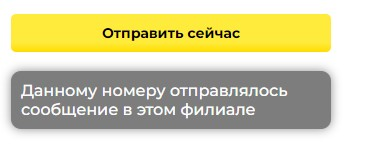 Отправить сейчас
Данному номеру отправлялось
сообщение в этом филиале